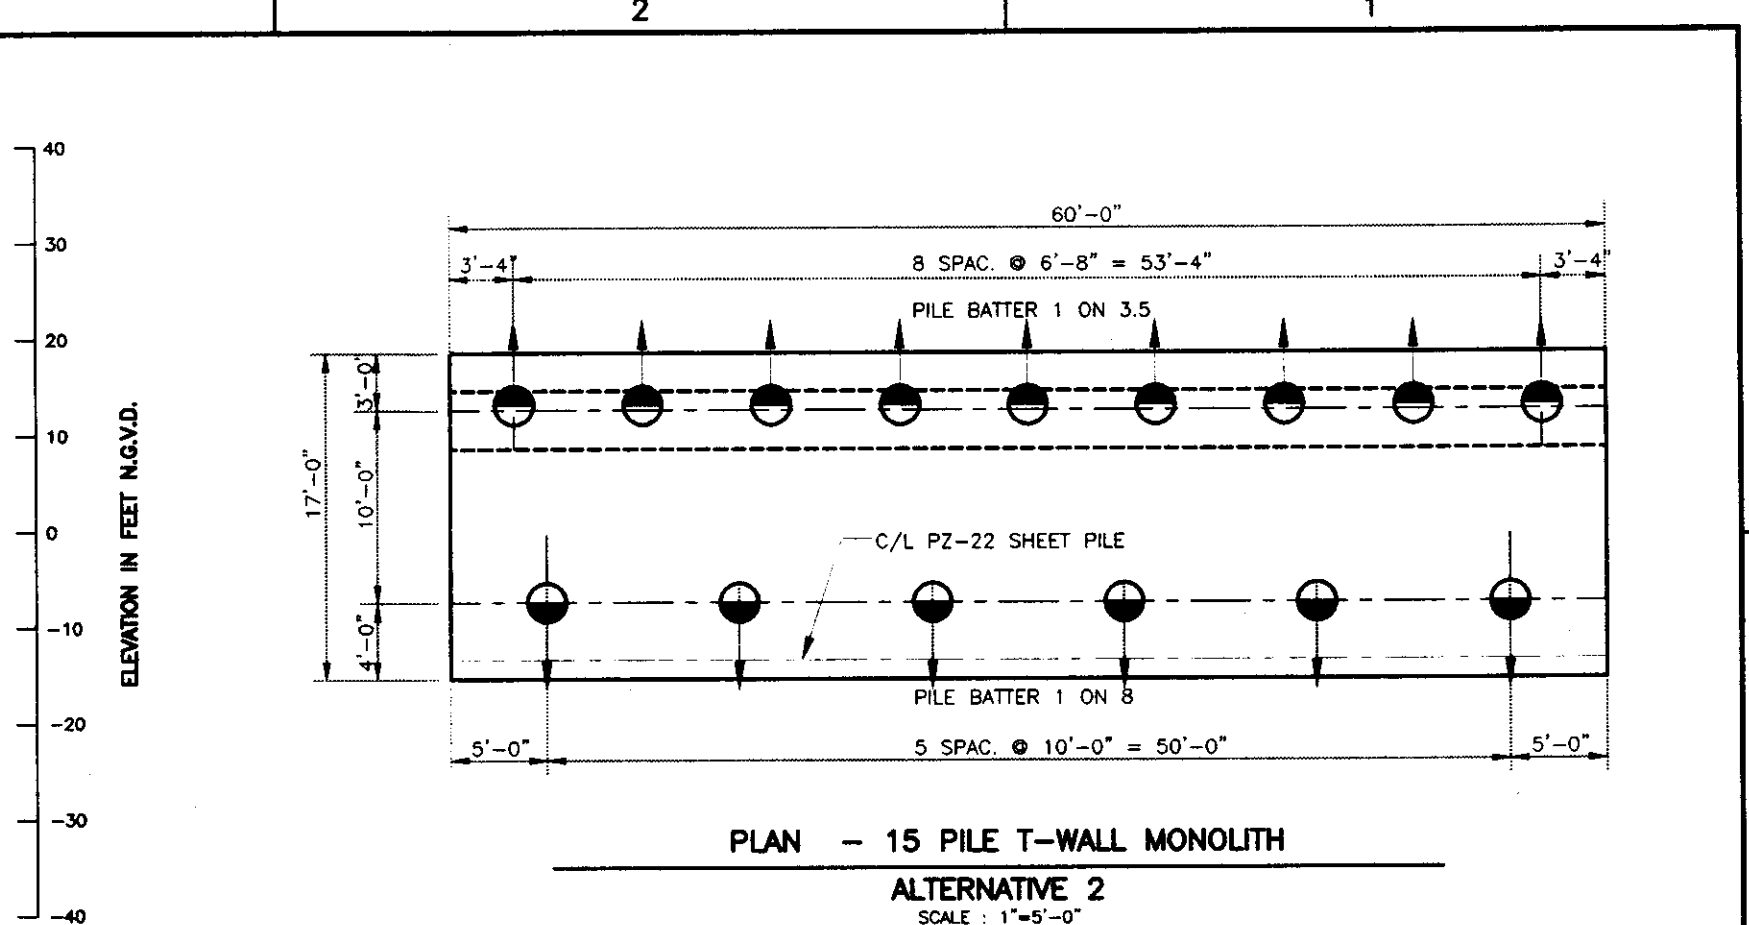 2 1
40
30
20
10
0
-10
-20
-30
-40
ELEVATION IN FEET N.G.V.D.
60'-0"
3'-4" 8 SPAC. @ 6'-8" = 53'-4" 3'-4"
PILE BATTER 1 ON 3.5
3'-0"
10'-0"
17'-0"
4'-0"
C/L PZ-22 SHEET PILE
PILE BATTER 1 ON 8
5'-0" 5 SPAC. @ 10'-0" = 50'-0" 5'-0"
PLAN - 15 PILE T-WALL MONOLITH
ALTERNATIVE 2
SCALE : 1"=5'-0"